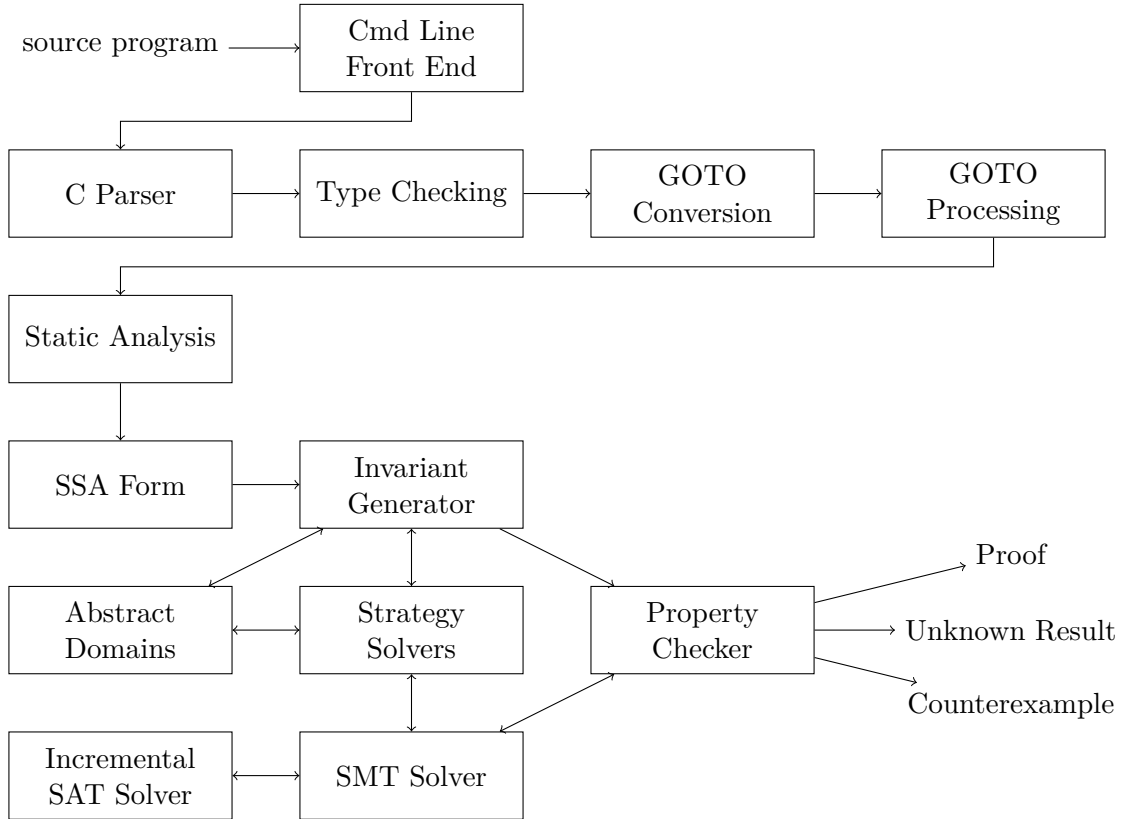 source program
Cmd Line
Front End
C Parser
Type Checking
GOTO
Conversion
GOTO
Processing
Static Analysis
SSA Form
Invariant
Generator
Abstract
Domains
Strategy
Solvers
Property
Checker
Proof
Unknown Result
Counterexample
Incremental
SAT Solver
SMT Solver